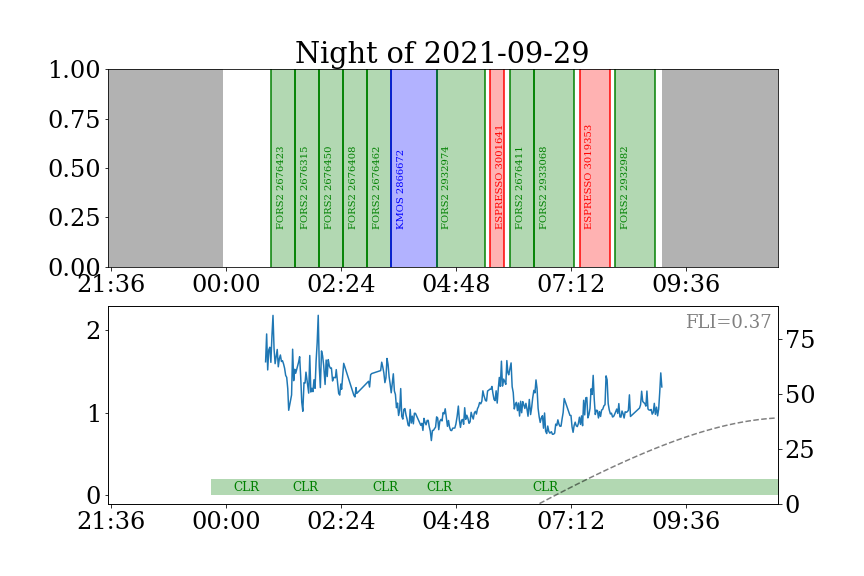 Night of 2021-09-29
1.00
0.75
0.50
0.25
0.00
FORS2 2676423
FORS2 2676315
FORS2 2676450
FORS2 2676408
FORS2 2676462
KMOS 2866672
FORS2 2932974
ESPRESSO 3001641
FORS2 2676411
FORS2 2933068
ESPRESSO 3019353
FORS2 2932982
21:36 00:00 02:24 04:48 07:12 09:36
FLI=0.37
2
1
0
75
50
25
0
CLR CLR CLR CLR CLR
21:36 00:00 02:24 04:48 07:12 09:36